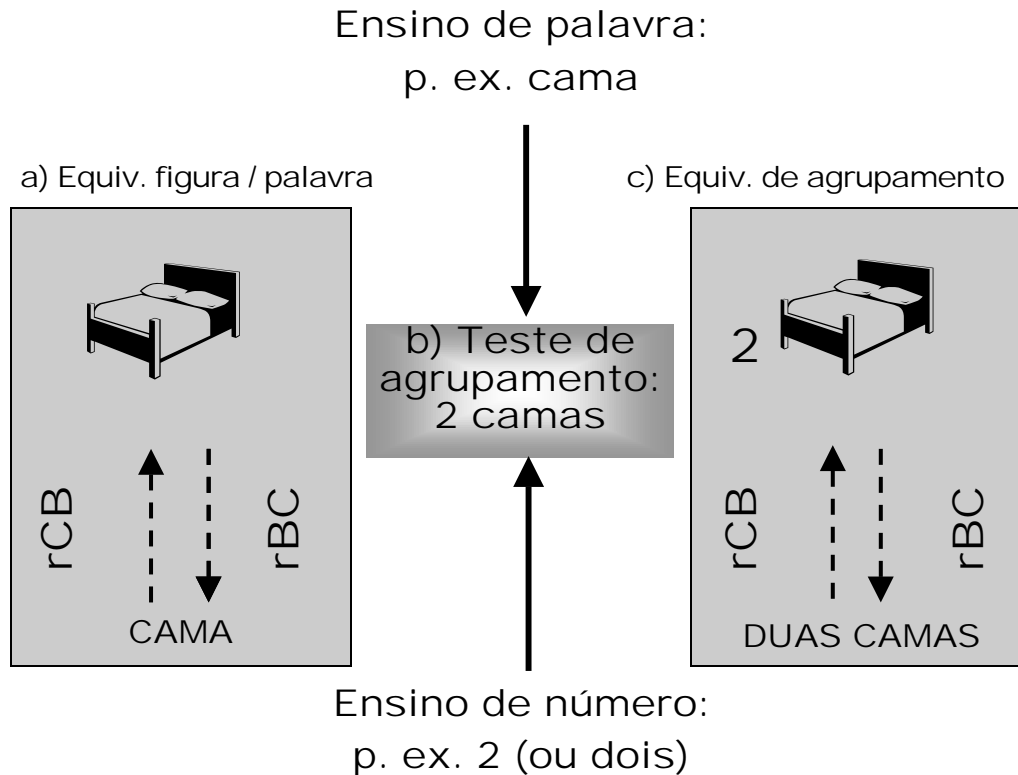 Ensino de palavra:
p. ex. cama
a) Equiv. figura / palavra
c) Equiv. de agrupamento
b) Teste de
agrupamento:
2 camas
2
rCB
rBC
rCB
rBC
CAMA
DUAS CAMAS
Ensino de número:
p. ex. 2 (ou dois)